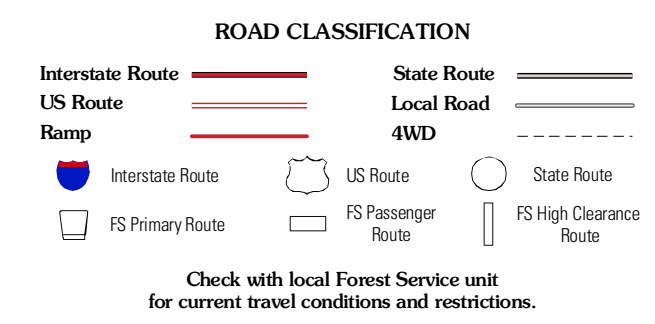 ROAD CLASSIFICATION
Interstate Route
State Route
US Route
Local Road
Ramp
4WD
Interstate Route
US Route
State Route
FS Primary Route
FS Passenger
Route
FS High Clearance
Route
Check with local Forest Service unit
for current travel conditions and restrictions.